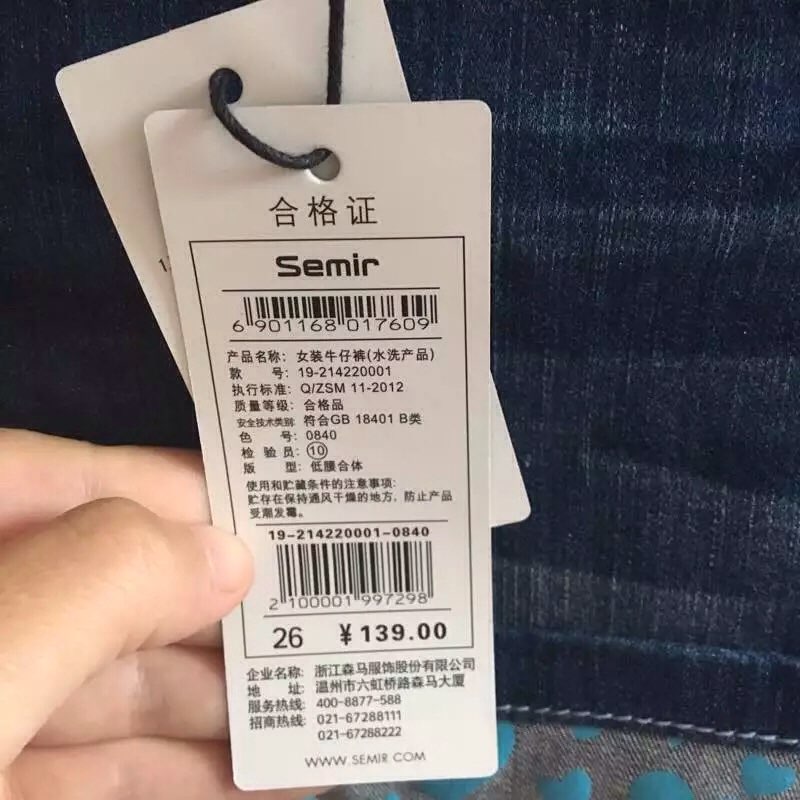 合格证
Semir
6 901168 017609
产品名称: 女装牛仔裤(水洗产品)
款 号: 19-214220001
执行标准: Q/ZSM 11-2012
质量等级: 合格品
安全技术类别: 符合GB 18401 B类
色 号: 0840
检 验 员: ⑩
版 型: 低腰合体
使用和贮藏条件的注意事项:
贮存在保持通风干燥的地方, 防止产品
受潮发霉。
19-214220001-0840
2 100001 997298
26 ¥139.00
企业名称: 浙江森马服饰股份有限公司
地 址: 温州市六虹桥路森马大厦
服务热线: 400-8877-588
招商热线: 021-67288111
021-67288222
WWW.SEMIR.COM